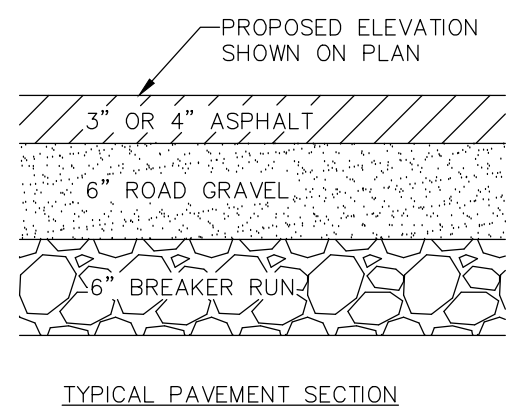 PROPOSED ELEVATION
SHOWN ON PLAN
3" OR 4" ASPHALT
6" ROAD GRAVEL
6" BREAKER RUN
TYPICAL PAVEMENT SECTION